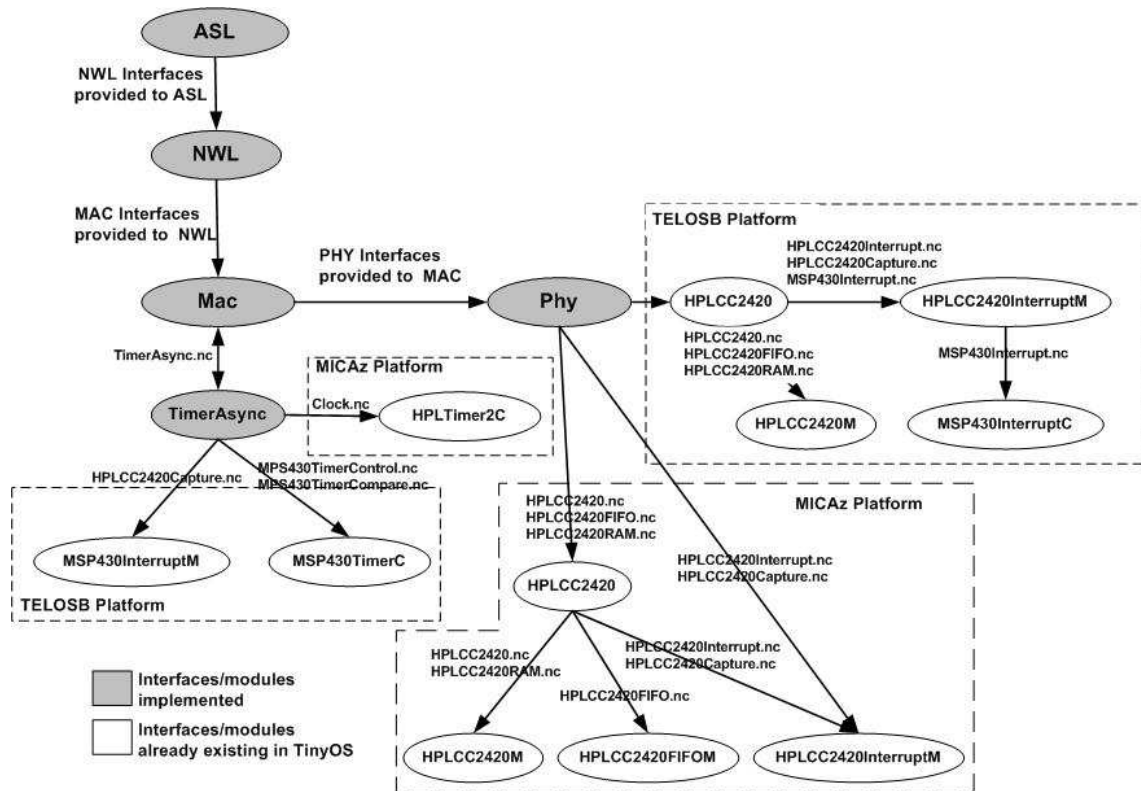 ASL
NWL Interfaces
provided to ASL
NWL
MAC Interfaces
provided to NWL
PHY Interfaces
provided to MAC
Mac
Phy
TELOSB Platform
HPLCC2420Interrupt.nc
HPLCC2420Capture.nc
MSP430Interrupt.nc
HPLCC2420
HPLCC2420InterruptM
HPLCC2420.nc
HPLCC2420FIFO.nc
HPLCC2420RAM.nc
MSP430Interrupt.nc
HPLCC2420M
MSP430InterruptC
TimerAsync.nc
MICAz Platform
TimerAsync
Clock.nc
HPLTimer2C
HPLCC2420Capture.nc
MPS430TimerControl.nc
MPS430TimerCompare.nc
MSP430InterruptM
MSP430TimerC
TELOSB Platform
MICAz Platform
HPLCC2420.nc
HPLCC2420FIFO.nc
HPLCC2420RAM.nc
HPLCC2420Interrupt.nc
HPLCC2420Capture.nc
HPLCC2420
HPLCC2420.nc
HPLCC2420RAM.nc
HPLCC2420Interrupt.nc
HPLCC2420Capture.nc
HPLCC2420FIFO.nc
HPLCC2420M
HPLCC2420FIFOM
HPLCC2420InterruptM
Interfaces/modules
implemented
Interfaces/modules
already existing in TinyOS